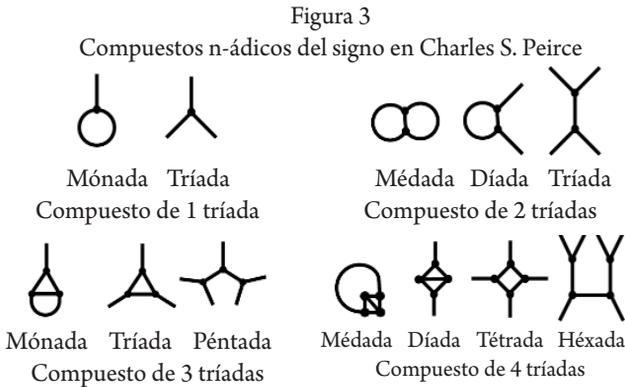 Figura 3
Compuestos n-ádicos del signo en Charles S. Peirce
Mónada Tríada
Compuesto de 1 tríada
Médada Díada Tríada
Compuesto de 2 tríadas
Mónada Tríada Péntada
Compuesto de 3 tríadas
Médada Díada Tétrada Héxada
Compuesto de 4 tríadas